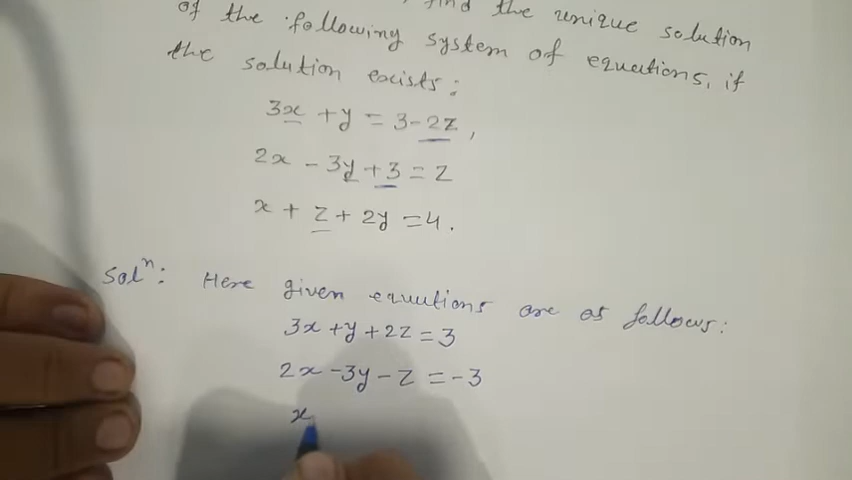 find the unique solution
of the following system of equations, if
the solution exists:
3x + y = 3 - 2z,
2x - 3y + 3 = z
x + z + 2y = 4.
Solⁿ: Here given equations are as follows:
3x + y + 2z = 3
2x - 3y - z = -3
x